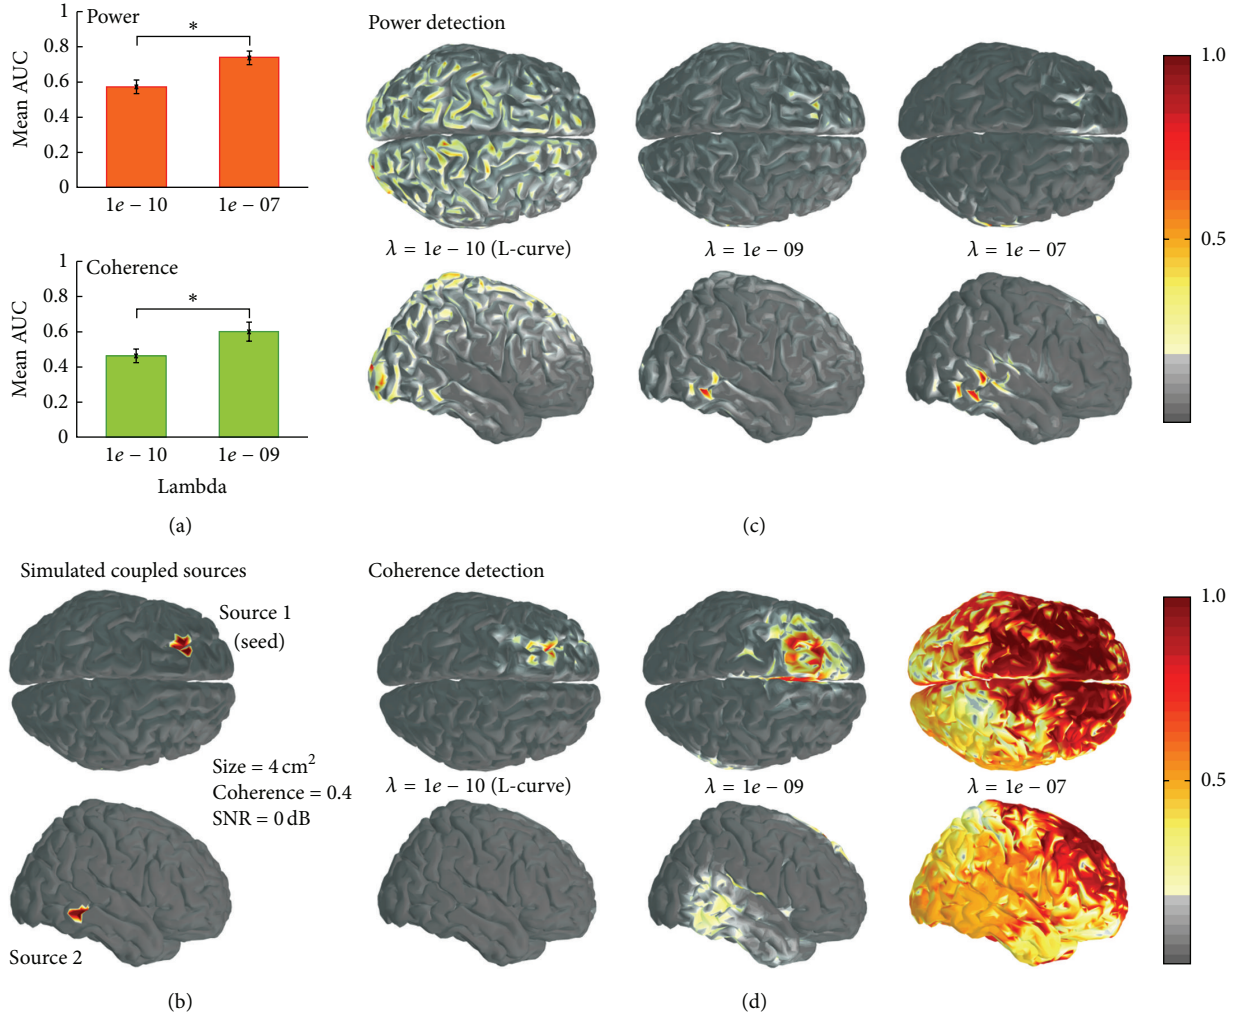 Power
Mean AUC
1
0.8
0.6
0.4
0.2
0
*
1e − 10
1e − 07
Coherence
Mean AUC
1
0.8
0.6
0.4
0.2
0
*
1e − 10
1e − 09
Lambda
(a)
Power detection
λ = 1e − 10 (L-curve)
λ = 1e − 09
λ = 1e − 07
1.0
0.5
(c)
Simulated coupled sources
Source 1
(seed)
Size = 4 cm²
Coherence = 0.4
SNR = 0 dB
Source 2
(b)
Coherence detection
λ = 1e − 10 (L-curve)
λ = 1e − 09
λ = 1e − 07
1.0
0.5
(d)